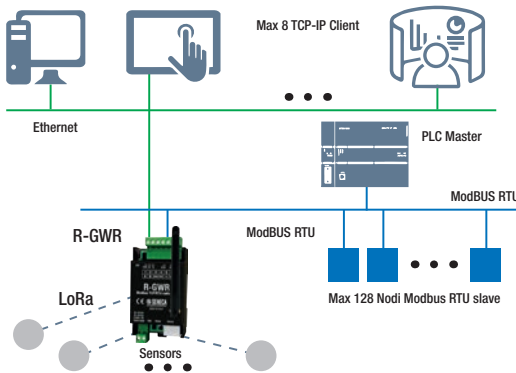 Max 8 TCP-IP Client
Ethernet
PLC Master
ModBUS RTU
R-GWR
ModBUS RTU
R-GWR
LoRa
Max 128 Nodi Modbus RTU slave
SENECA
Sensors